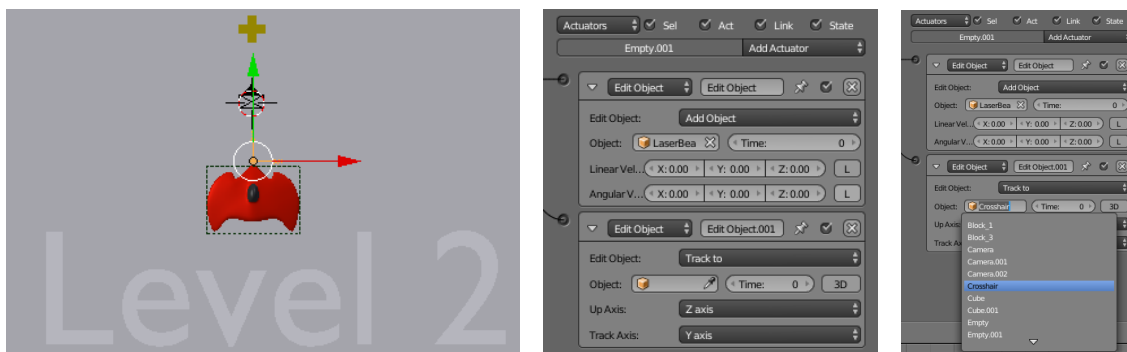 Level 2
Actuators Sel Act Link State
Empty.001 Add Actuator
Edit Object Edit Object
Edit Object: Add Object
Object: LaserBea Time: 0
Linear Vel... X: 0.00 Y: 0.00 Z: 0.00 L
Angular V... X: 0.00 Y: 0.00 Z: 0.00 L
Edit Object Edit Object.001
Edit Object: Track to
Object: Time: 0 3D
Up Axis: Z axis
Track Axis: Y axis
Actuators Sel Act Link State
Empty.001 Add Actuator
Edit Object Edit Object
Edit Object: Add Object
Object: LaserBea Time: 0
Linear Vel... X: 0.00 Y: 0.00 Z: 0.00 L
Angular V... X: 0.00 Y: 0.00 Z: 0.00 L
Edit Object Edit Object.001
Edit Object: Track to
Object: Crosshair Time: 0 3D
Up Axis
Track Ax
Block_1
Block_3
Camera
Camera.001
Camera.002
Crosshair
Cube
Cube.001
Empty
Empty.001